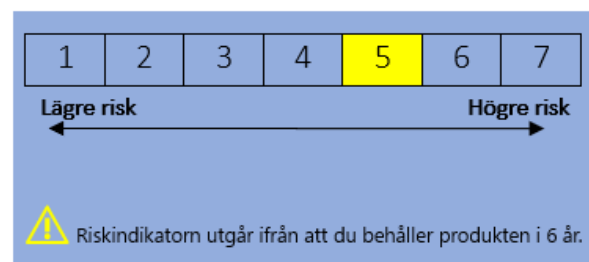 1 2 3 4 5 6 7
Lägre risk Högre risk
Riskindikatorn utgår ifrån att du behåller produkten i 6 år.